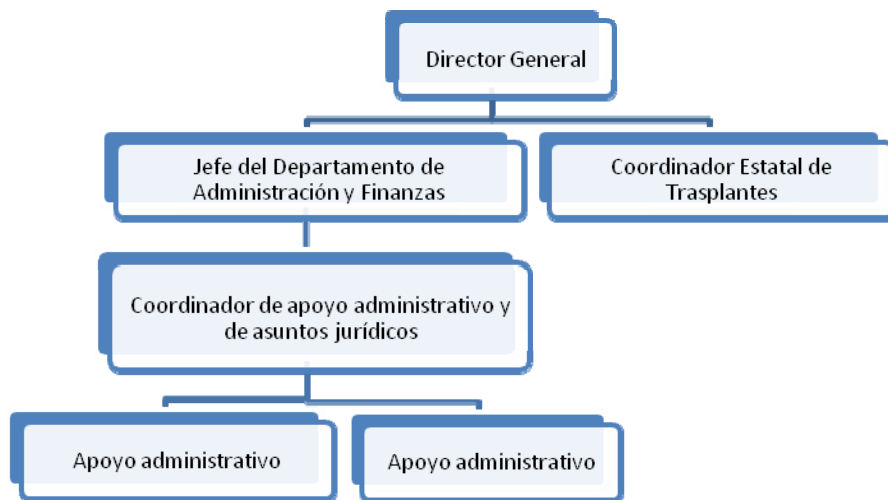 Director General
Jefe del Departamento de
Administración y Finanzas
Coordinador Estatal de
Trasplantes
Coordinador de apoyo administrativo y
de asuntos jurídicos
Apoyo administrativo
Apoyo administrativo